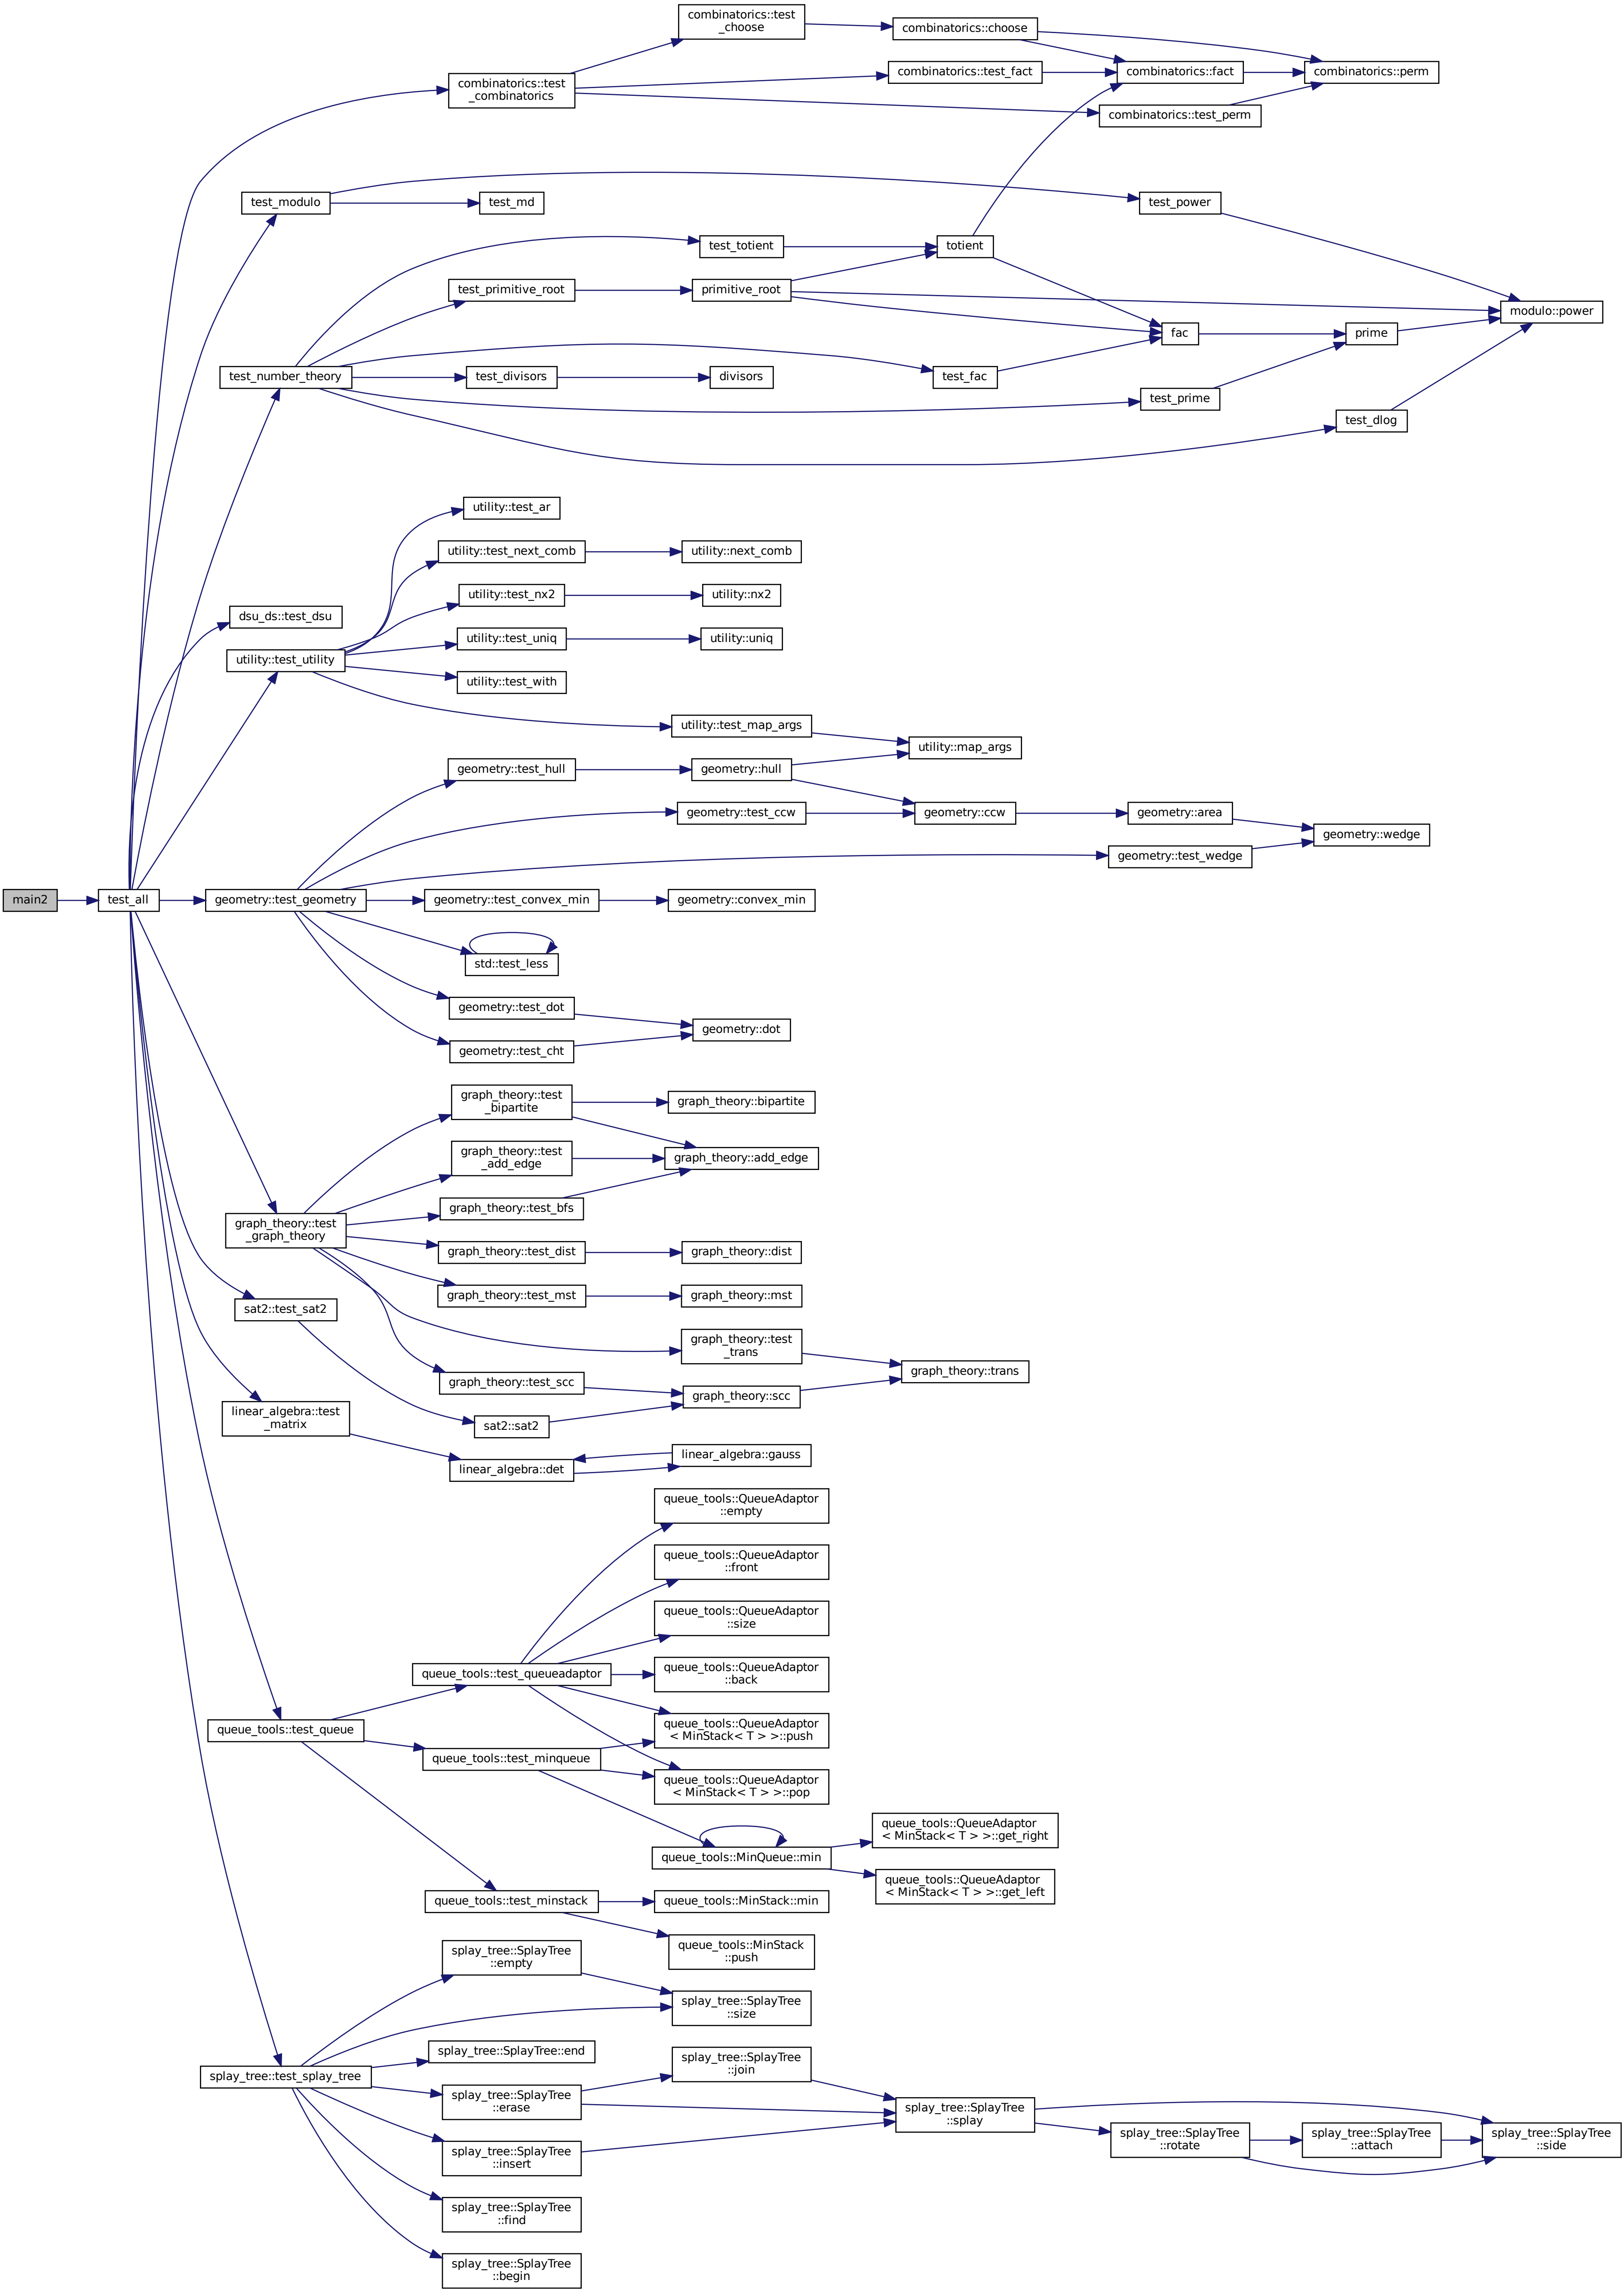 combinatorics::test
_choose
combinatorics::choose
combinatorics::test_fact
combinatorics::fact
combinatorics::perm
combinatorics::test
_combinatorics
combinatorics::test_perm
test_modulo
test_md
test_power
test_totient
totient
test_primitive_root
primitive_root
modulo::power
fac
prime
test_number_theory
test_divisors
divisors
test_fac
test_prime
test_dlog
utility::test_ar
utility::test_next_comb
utility::next_comb
utility::test_nx2
utility::nx2
dsu_ds::test_dsu
utility::test_uniq
utility::uniq
utility::test_utility
utility::test_with
utility::test_map_args
utility::map_args
geometry::test_hull
geometry::hull
geometry::test_ccw
geometry::ccw
geometry::area
geometry::wedge
geometry::test_wedge
main2
test_all
geometry::test_geometry
geometry::test_convex_min
geometry::convex_min
std::test_less
geometry::test_dot
geometry::dot
geometry::test_cht
graph_theory::test
_bipartite
graph_theory::bipartite
graph_theory::test
_add_edge
graph_theory::add_edge
graph_theory::test_bfs
graph_theory::test
_graph_theory
graph_theory::test_dist
graph_theory::dist
graph_theory::test_mst
graph_theory::mst
sat2::test_sat2
graph_theory::test
_trans
graph_theory::trans
graph_theory::test_scc
graph_theory::scc
linear_algebra::test
_matrix
sat2::sat2
linear_algebra::gauss
linear_algebra::det
queue_tools::QueueAdaptor
::empty
queue_tools::QueueAdaptor
::front
queue_tools::QueueAdaptor
::size
queue_tools::test_queueadaptor
queue_tools::QueueAdaptor
::back
queue_tools::test_queue
queue_tools::QueueAdaptor
< MinStack< T > >::push
queue_tools::test_minqueue
queue_tools::QueueAdaptor
< MinStack< T > >::pop
queue_tools::QueueAdaptor
< MinStack< T > >::get_right
queue_tools::MinQueue::min
queue_tools::QueueAdaptor
< MinStack< T > >::get_left
queue_tools::test_minstack
queue_tools::MinStack::min
queue_tools::MinStack
::push
splay_tree::SplayTree
::empty
splay_tree::SplayTree
::size
splay_tree::SplayTree::end
splay_tree::test_splay_tree
splay_tree::SplayTree
::join
splay_tree::SplayTree
::erase
splay_tree::SplayTree
::splay
splay_tree::SplayTree
::rotate
splay_tree::SplayTree
::attach
splay_tree::SplayTree
::side
splay_tree::SplayTree
::insert
splay_tree::SplayTree
::find
splay_tree::SplayTree
::begin